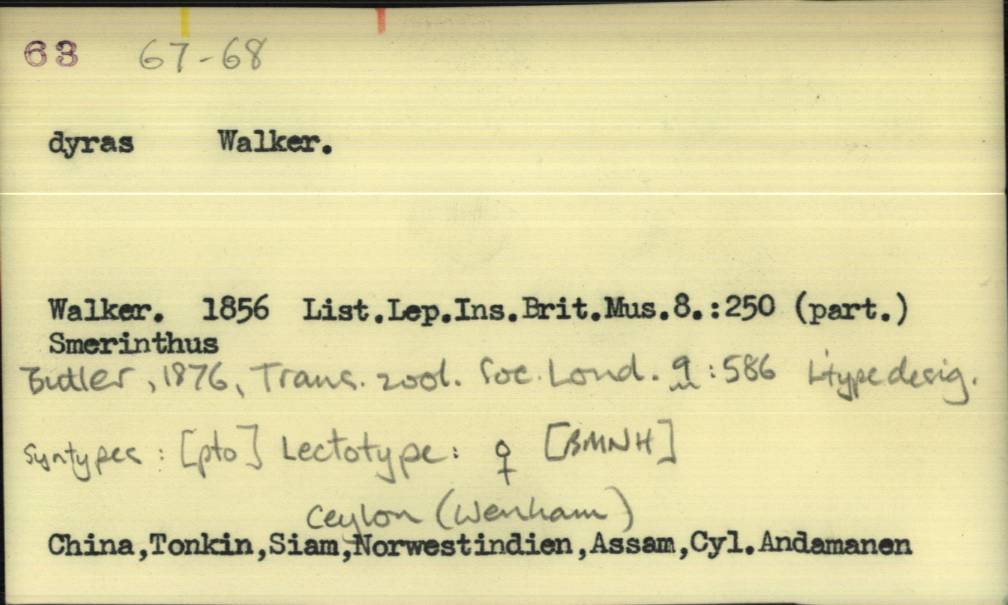 63 67-68
dyras Walker.
Walker. 1856 List.Lep.Ins.Brit.Mus.8.:250 (part.)
Smerinthus
Butler, 1876, Trans. zool. Soc. Lond. 9 :586 L'type desig.
Syntypes : [pto] Lectotype : ♀ [BMNH]
Ceylon (Wenham)
China,Tonkin,Siam,Norwestindien,Assam,Cyl.Andamanen